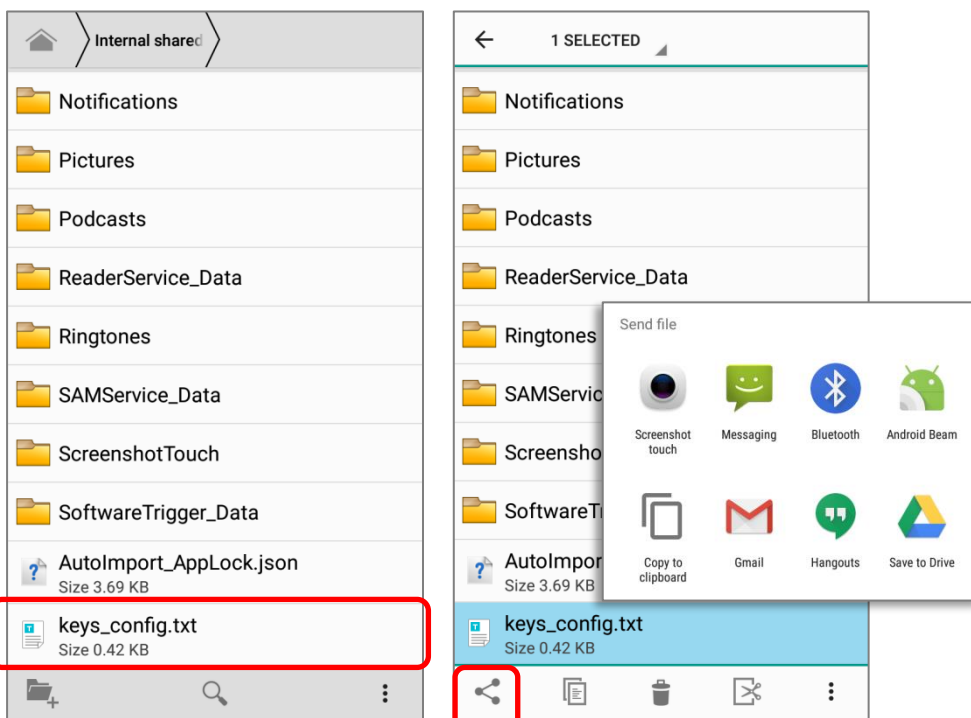 Internal shared
Notifications
Pictures
Podcasts
ReaderService_Data
Ringtones
SAMService_Data
ScreenshotTouch
SoftwareTrigger_Data
AutoImport_AppLock.json
Size 3.69 KB
keys_config.txt
Size 0.42 KB
1 SELECTED
Notifications
Pictures
Podcasts
ReaderService_Data
Ringtones
SAMServic
Screensho
SoftwareT
AutoImpor
Size 3.69 KB
keys_config.txt
Size 0.42 KB
Send file
Screenshot
touch
Messaging
Bluetooth
Android Beam
Copy to
clipboard
Gmail
Hangouts
Save to Drive